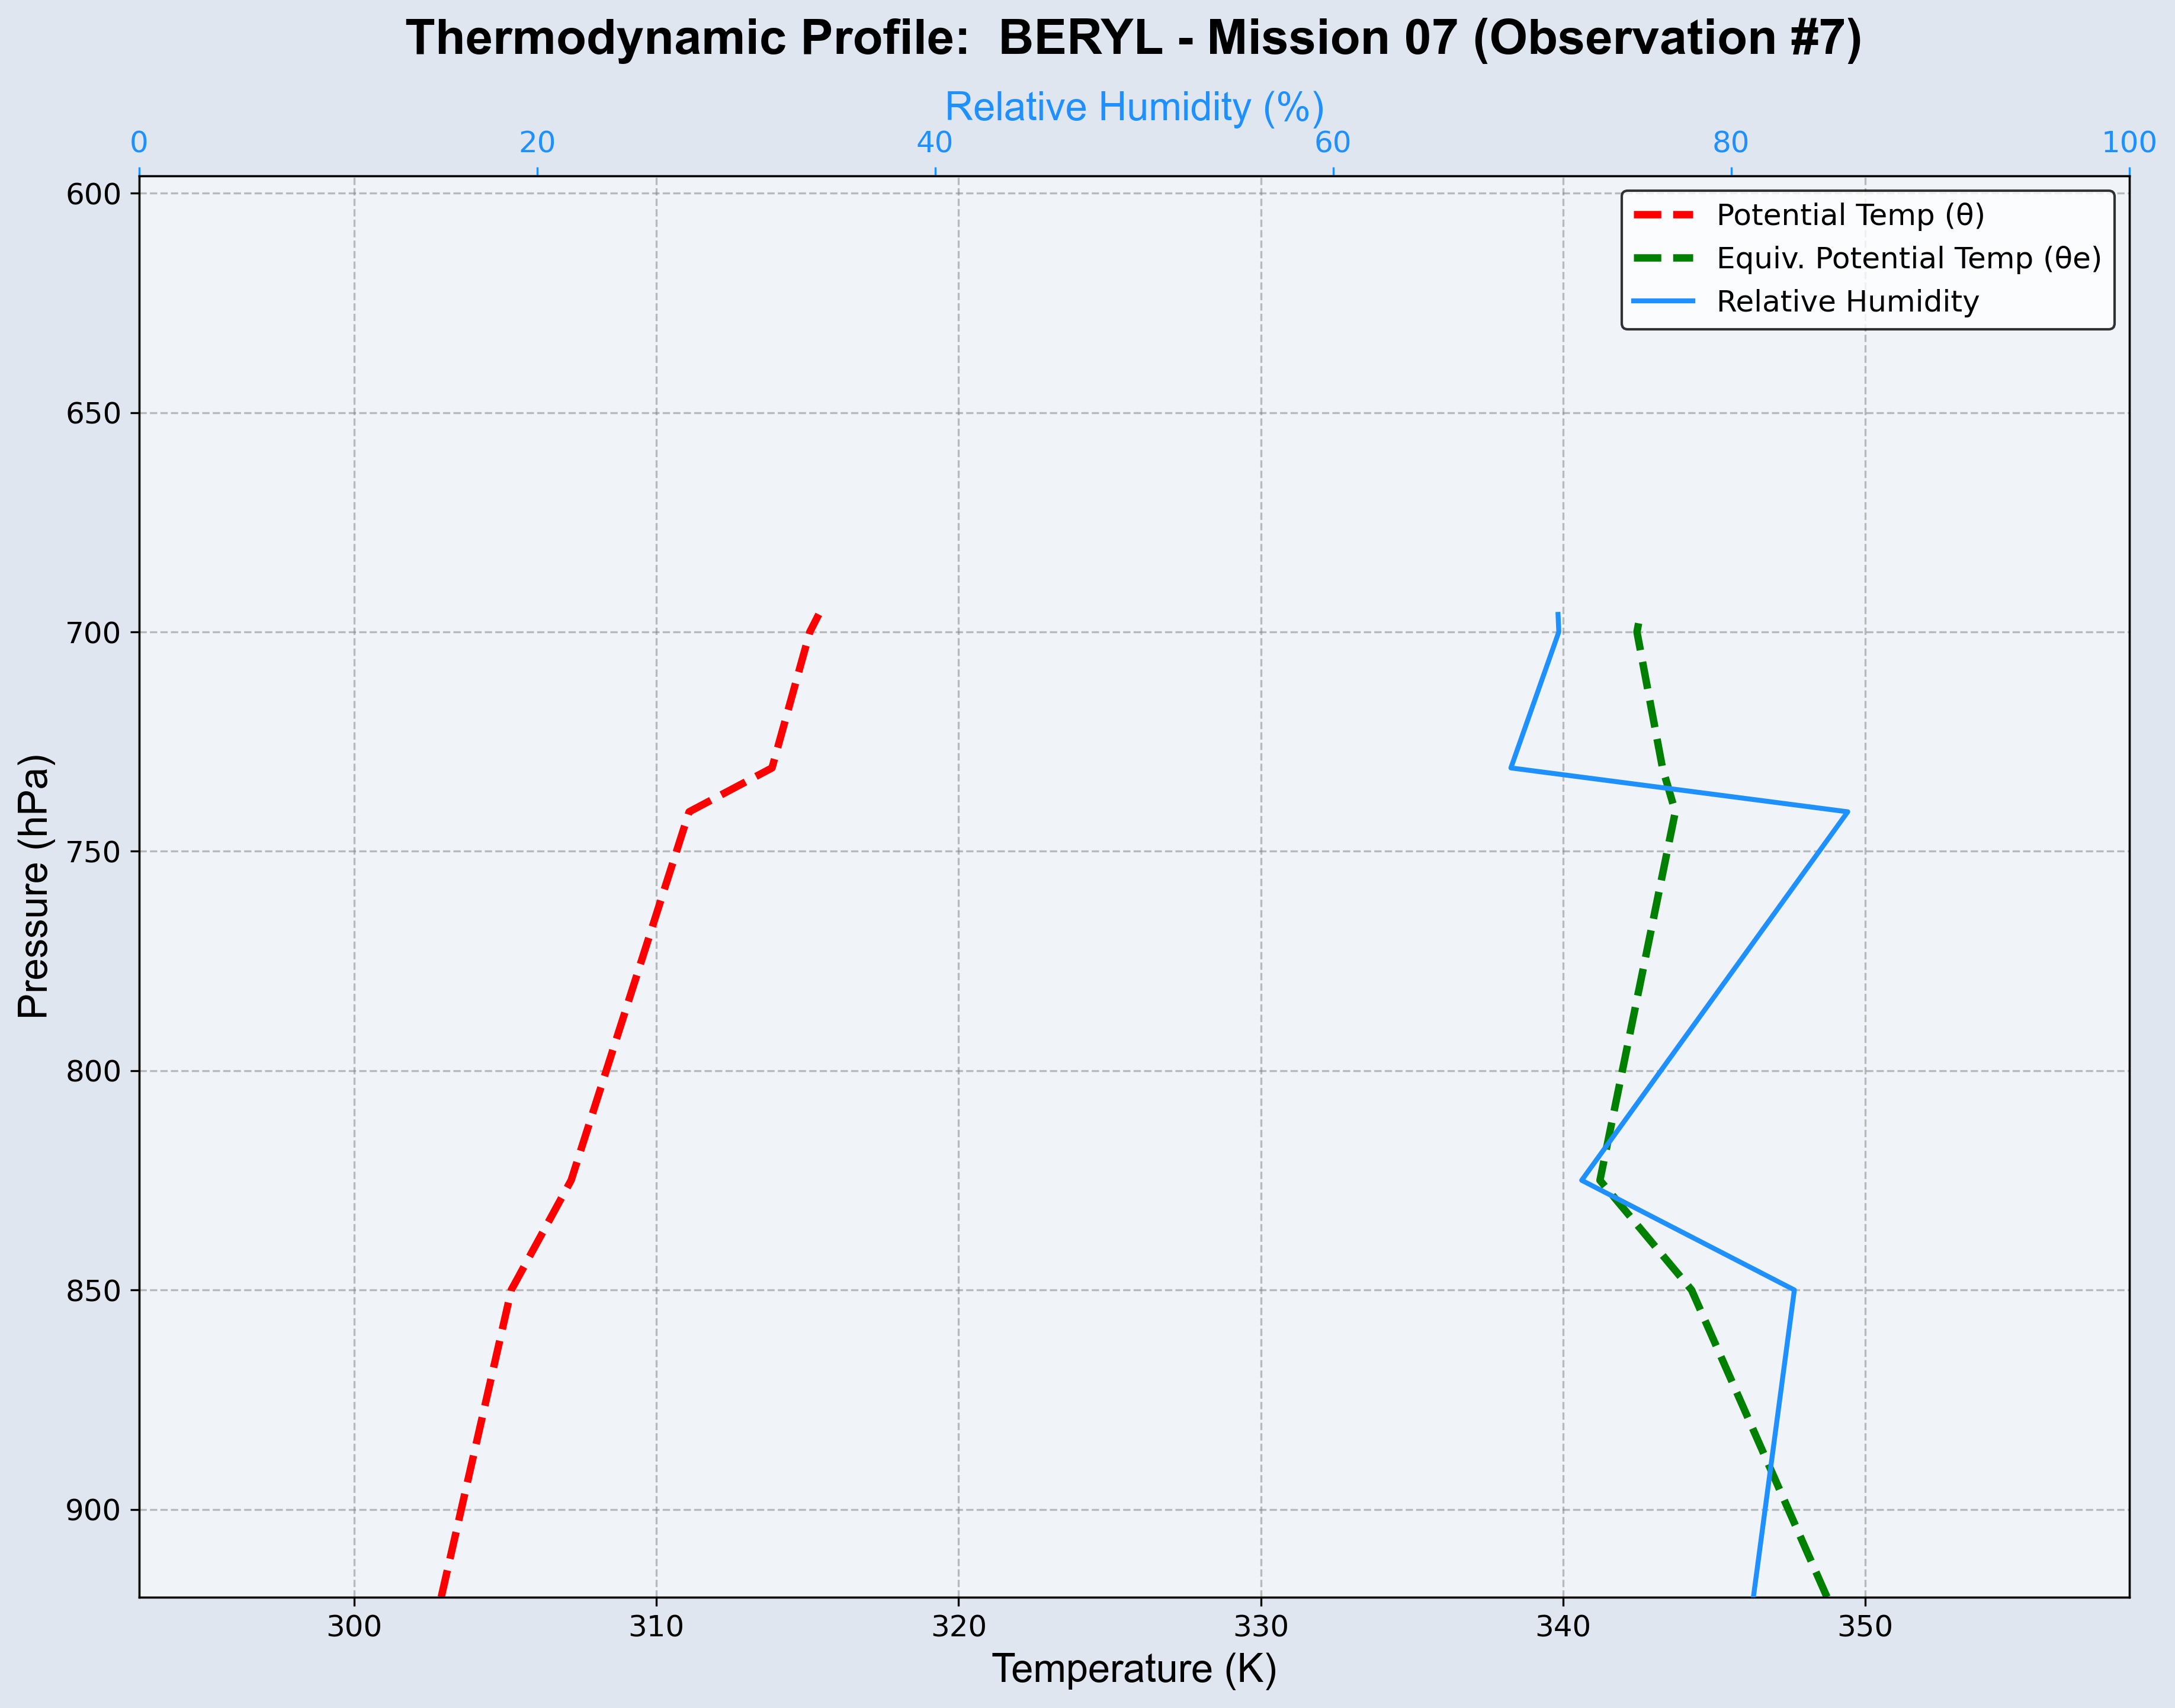 Thermodynamic Profile:  BERYL - Mission 07 (Observation #7)
Relative Humidity (%)
0 20 40 60 80 100
Potential Temp (θ)
Equiv. Potential Temp (θe)
Relative Humidity
600
650
700
750
800
850
900
Pressure (hPa)
300 310 320 330 340 350
Temperature (K)